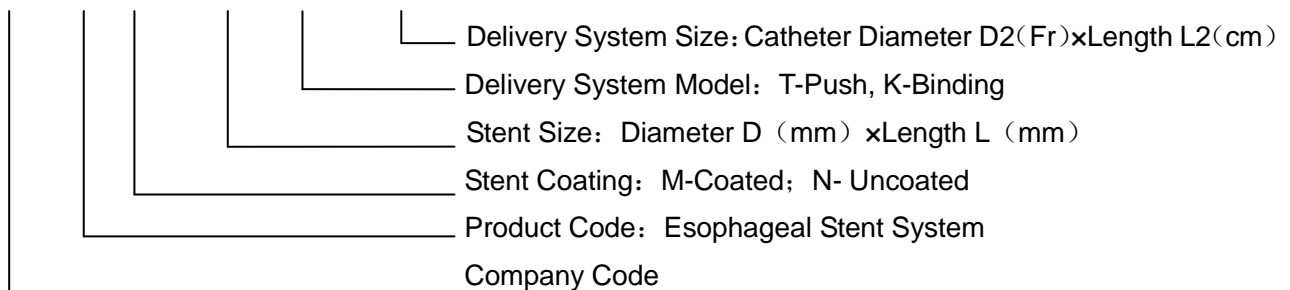 Delivery System Size：Catheter Diameter D2（Fr）×Length L2（cm）
Delivery System Model：T-Push, K-Binding
Stent Size：Diameter D（mm）×Length L（mm）
Stent Coating：M-Coated；N- Uncoated
Product Code：Esophageal Stent System
Company Code